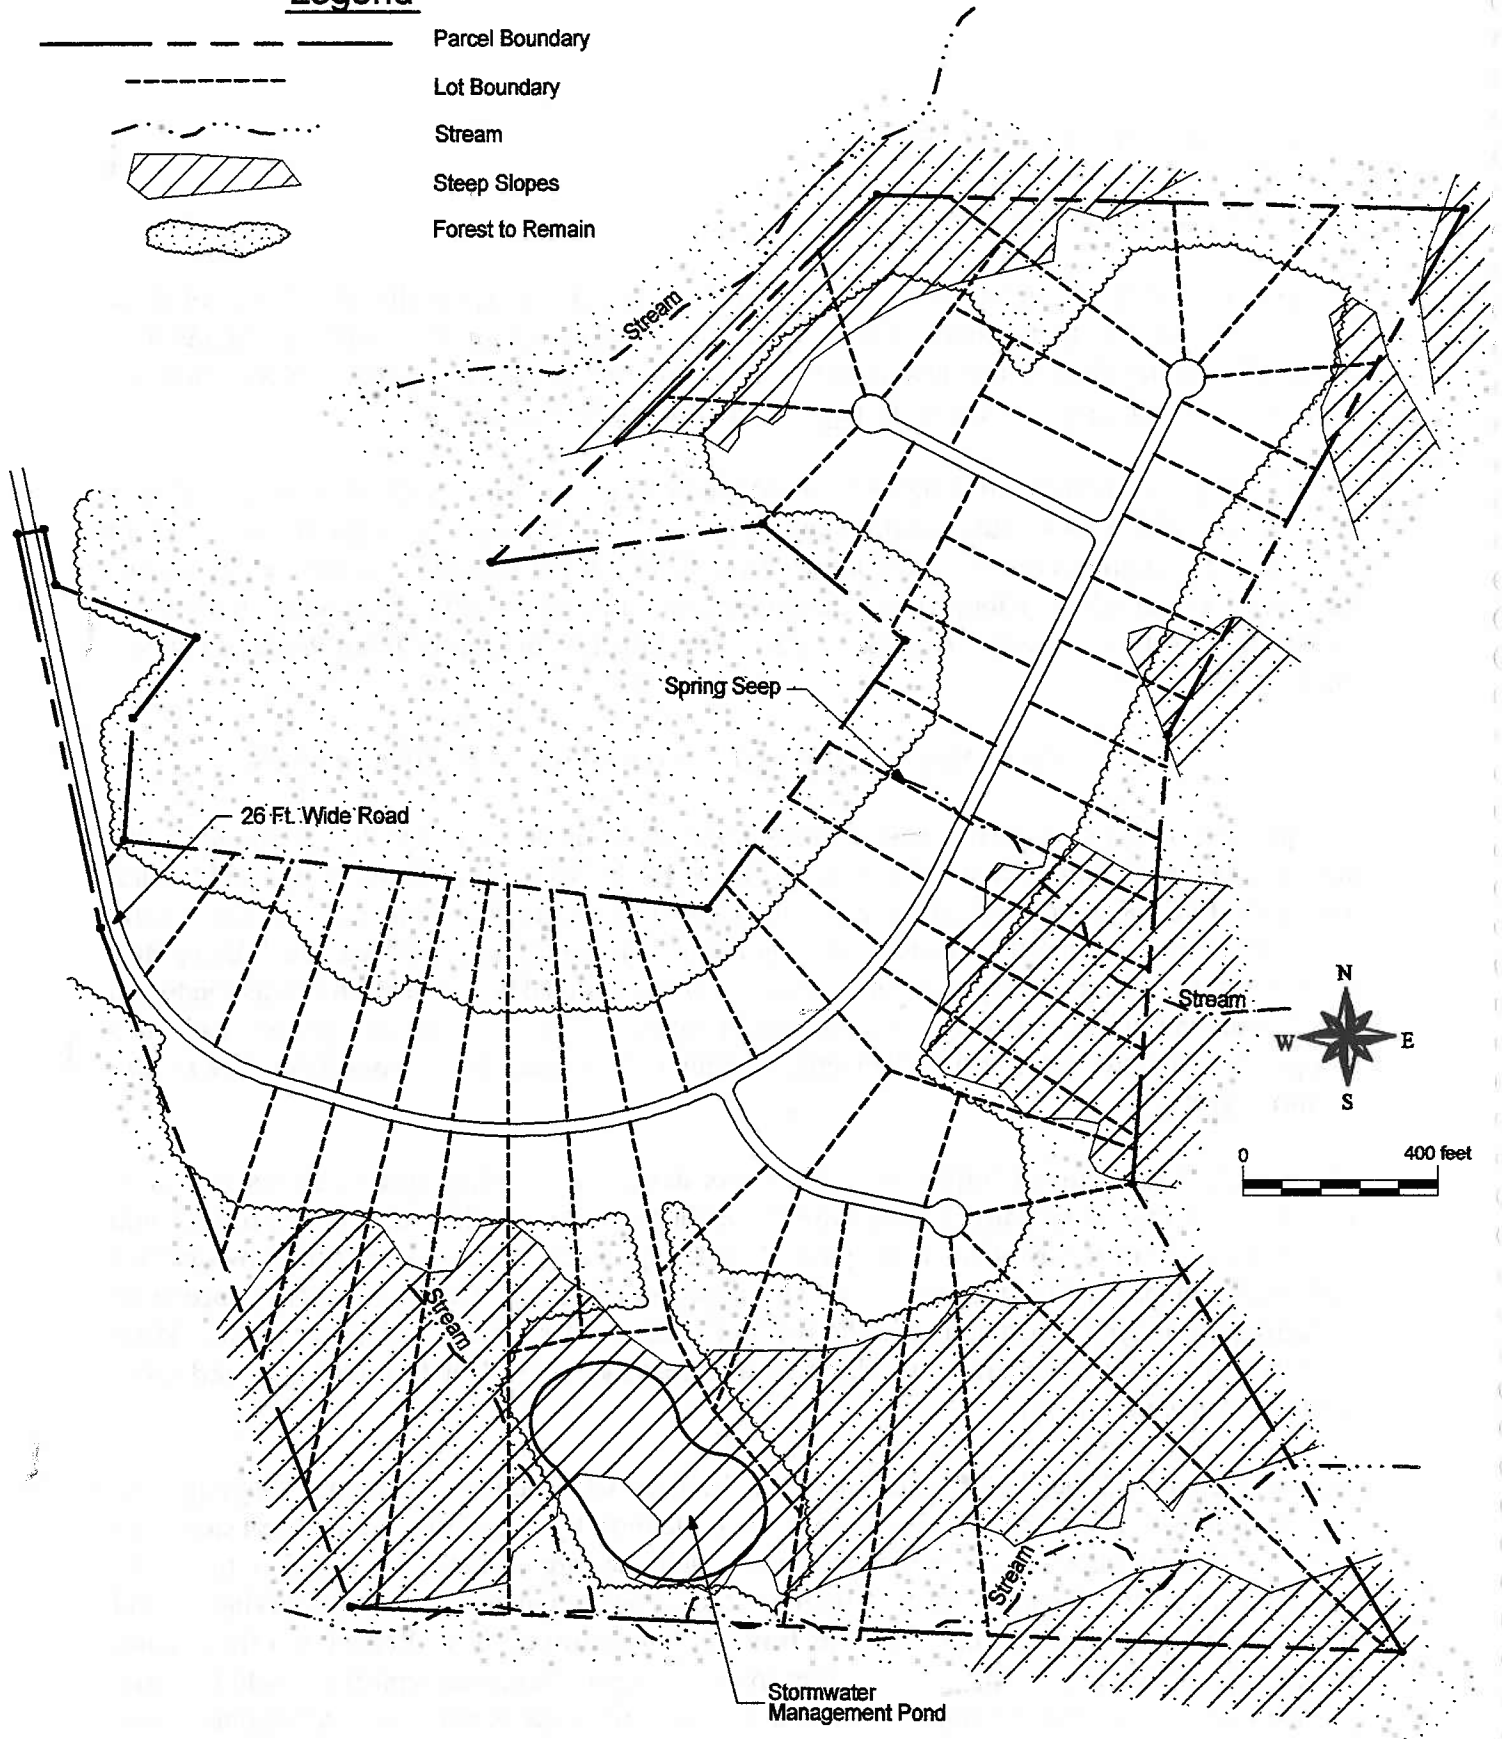 Legend
Parcel Boundary
Lot Boundary
Stream
Steep Slopes
Forest to Remain
Stream
Spring Seep
26 Ft. Wide Road
Stream
N
W
E
S
0
400 feet
Stream
Stream
Stormwater
Management Pond